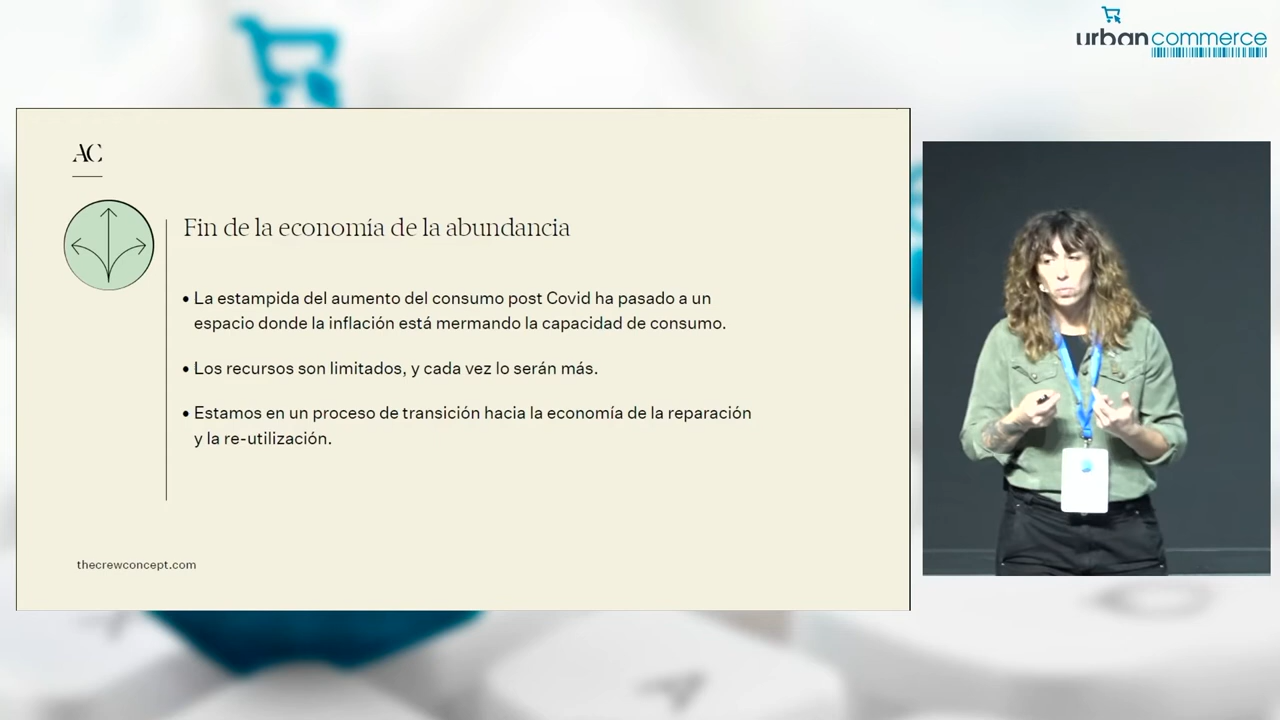 urbancommerce
AC
Fin de la economía de la abundancia
• La estampida del aumento del consumo post Covid ha pasado a un
espacio donde la inflación está mermando la capacidad de consumo.
• Los recursos son limitados, y cada vez lo serán más.
• Estamos en un proceso de transición hacia la economía de la reparación
y la re-utilización.
thecrewconcept.com